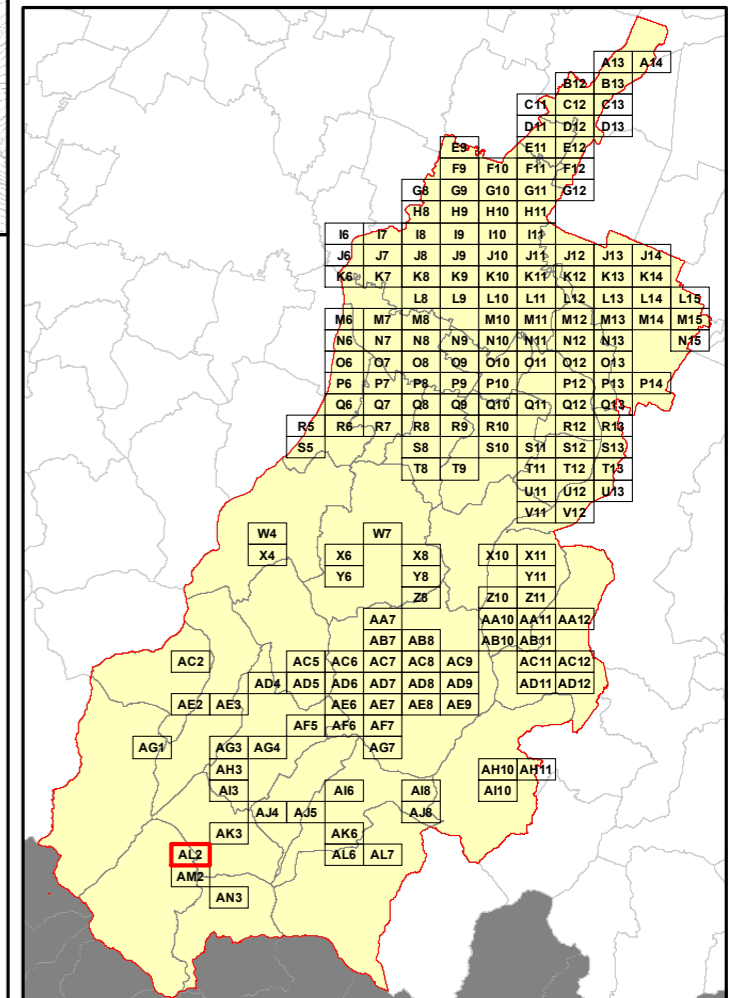 A13 A14
B12 B13
C11 C12 C13
D11 D12 D13
E9 E11 E12
F9 F10 F11 F12
G8 G9 G10 G11 G12
H8 H9 H10 H11
I6 I7 I8 I9 I10 I11
J6 J7 J8 J9 J10 J11 J12 J13 J14
K6 K7 K8 K9 K10 K11 K12 K13 K14
L8 L9 L10 L11 L12 L13 L14 L15
M6 M7 M8 M10 M11 M12 M13 M14 M15
N6 N7 N8 N9 N10 N11 N12 N13 N15
O6 O7 O8 O9 O10 O11 O12 O13
P6 P7 P8 P9 P10 P12 P13 P14
Q6 Q7 Q8 Q9 Q10 Q11 Q12 Q13
R5 R6 R7 R8 R9 R10 R12 R13
S5 S8 S10 S11 S12 S13
T8 T9 T11 T12 T13
U11 U12 U13
V11 V12
W4 W7
X4 X6 X8 X10 X11
Y6 Y8 Y11
Z8 Z10 Z11
AA7 AA10 AA11 AA12
AB7 AB8 AB10 AB11
AC2 AC5 AC6 AC7 AC8 AC9 AC11 AC12
AD4 AD5 AD6 AD7 AD8 AD9 AD11 AD12
AE2 AE3 AE6 AE7 AE8 AE9
AF5 AF6 AF7
AG1 AG3 AG4 AG7
AH3 AH10 AH11
AI3 AI6 AI8 AI10
AJ4 AJ5 AJ8
AK3 AK6
AL2 AL6 AL7
AM2
AN3